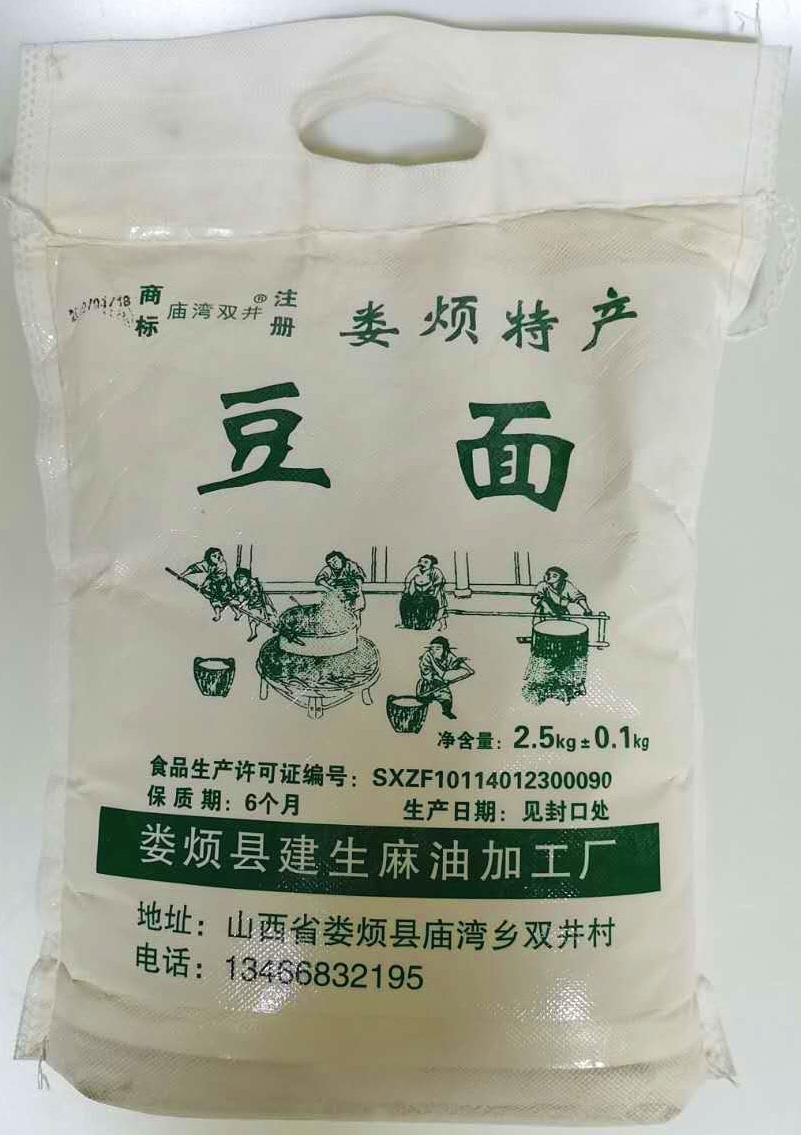 商标 庙湾双井® 注册
娄烦特产
豆面
净含量：2.5kg±0.1kg
食品生产许可证编号：SXZF10114012300090
保质期：6个月 生产日期：见封口处
娄烦县建生麻油加工厂
地址：山西省娄烦县庙湾乡双井村
电话：13466832195